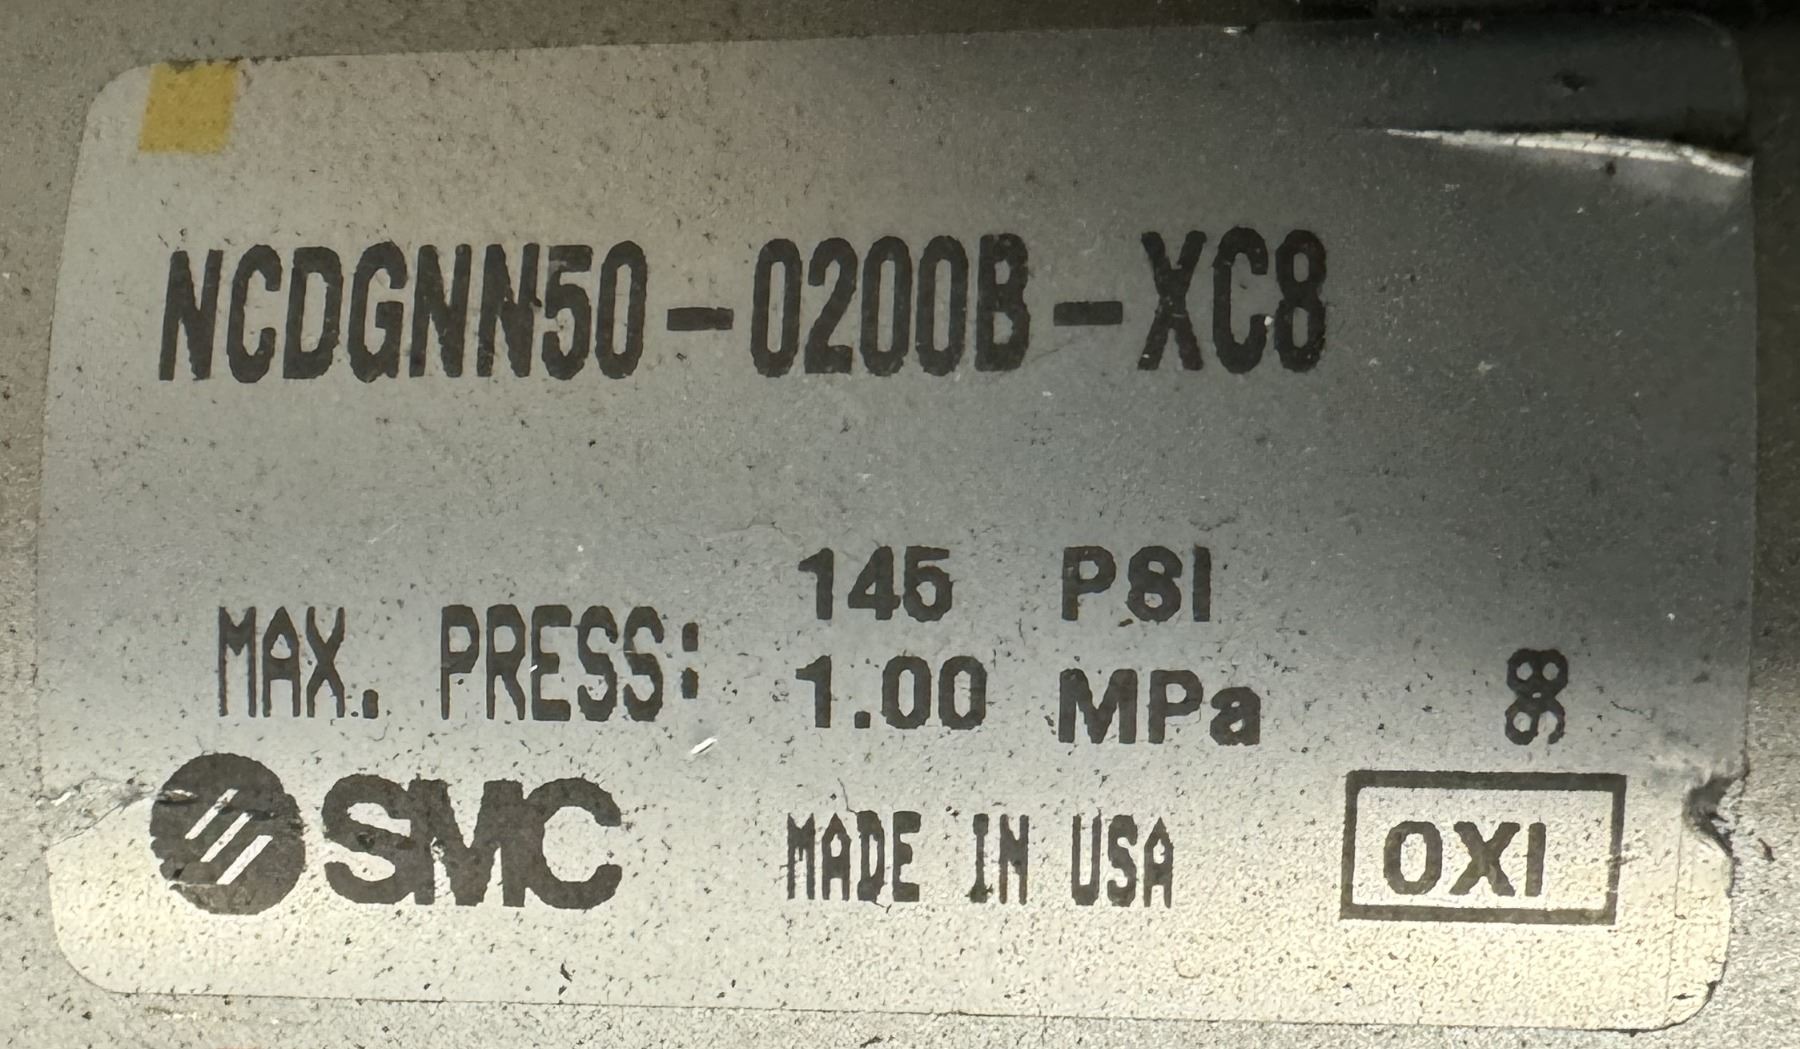 NCDGNN50-0200B-XC8
145 PSI
MAX. PRESS:
1.00 MPa
SMC
MADE IN USA
OXI